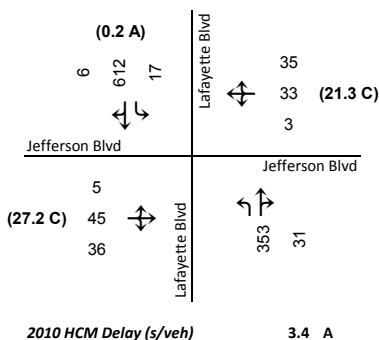 (0.2 A)
6 612 17
Lafayette Blvd
35
33 (21.3 C)
3
Jefferson Blvd
Jefferson Blvd
5
(27.2 C) 45
36
Lafayette Blvd
353 31
2010 HCM Delay (s/veh) 3.4 A